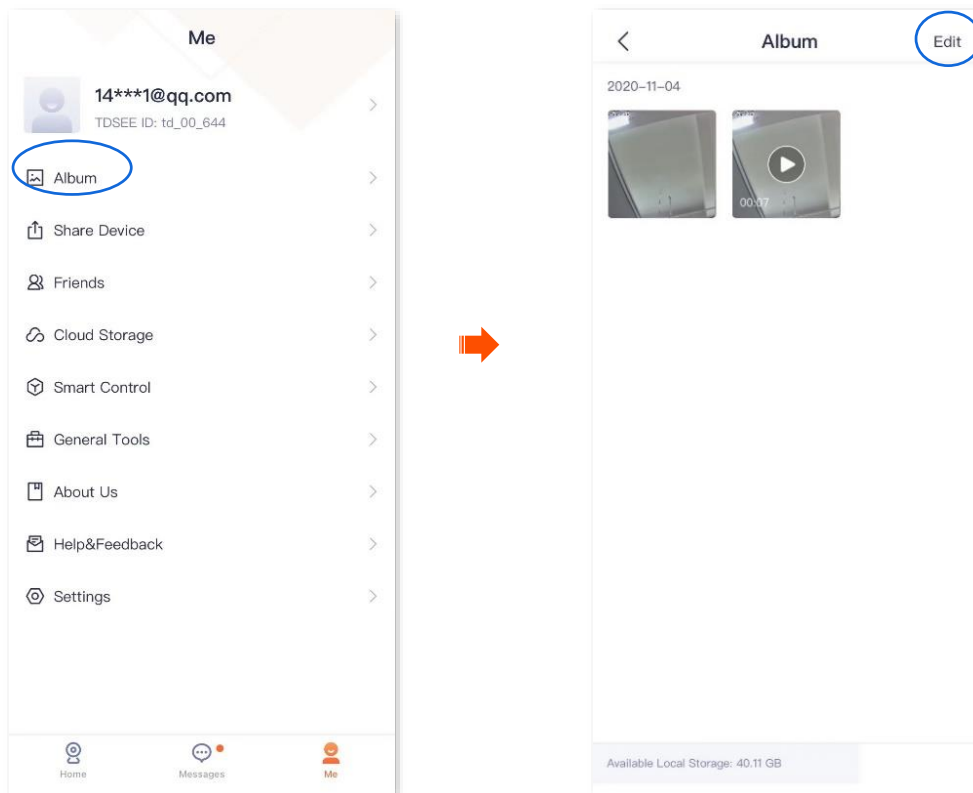 Me
14***1@qq.com
TDSEE ID: td_00_644
Album
Share Device
Friends
Cloud Storage
Smart Control
General Tools
About Us
Help&Feedback
Settings
Home
Messages
Me
Album
Edit
2020-11-04
00:07
Available Local Storage: 40.11 GB